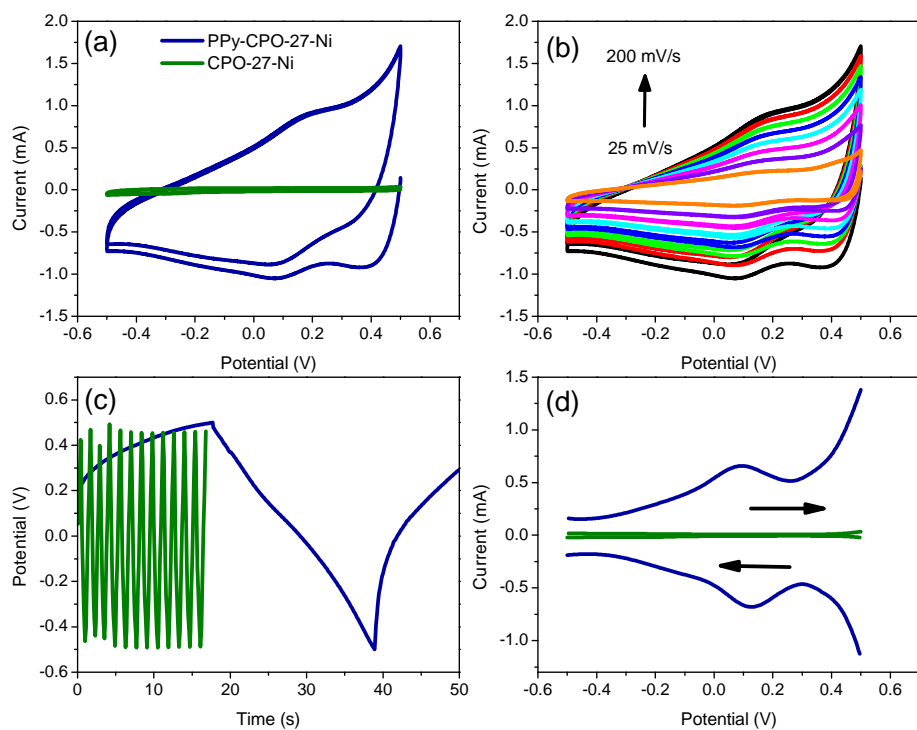 (a)
PPy-CPO-27-Ni
CPO-27-Ni
Current (mA)
2.0
1.5
1.0
0.5
0.0
-0.5
-1.0
-1.5
-0.6 -0.4 -0.2 0.0 0.2 0.4 0.6
Potential (V)
(b)
200 mV/s
25 mV/s
Current (mA)
2.0
1.5
1.0
0.5
0.0
-0.5
-1.0
-1.5
-0.6 -0.4 -0.2 0.0 0.2 0.4 0.6
Potential (V)
(c)
Potential (V)
0.6
0.4
0.2
0.0
-0.2
-0.4
-0.6
0 10 20 30 40 50
Time (s)
(d)
Current (mA)
1.5
1.0
0.5
0.0
-0.5
-1.0
-0.6 -0.4 -0.2 0.0 0.2 0.4 0.6
Potential (V)